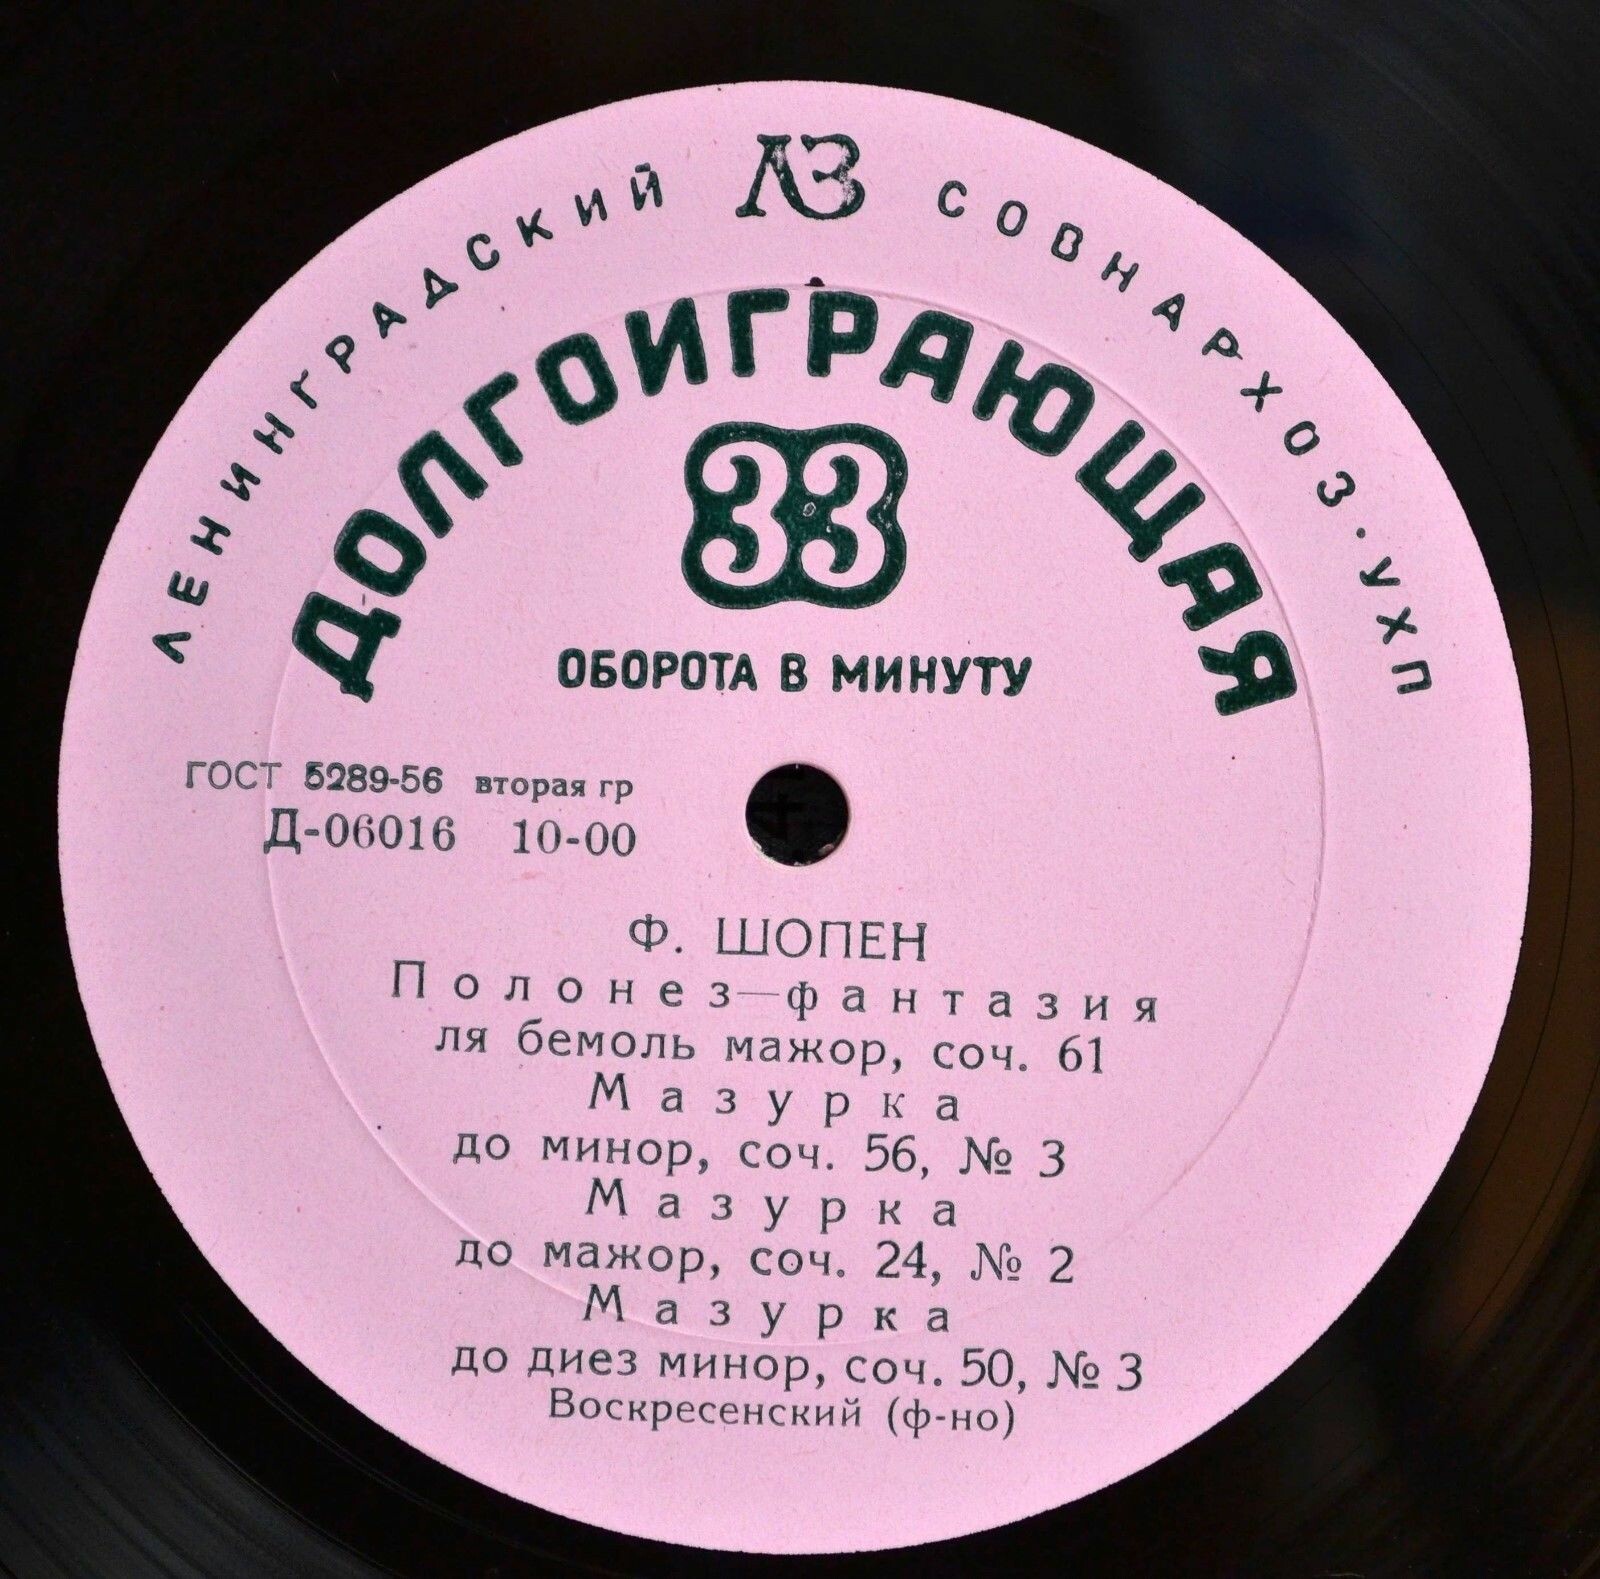 ЛЕНИНГРАДСКИЙ ЛЗ СОВНАРХОЗ·УХП
ДОЛГОИГРАЮЩАЯ
33
ОБОРОТА В МИНУТУ
ГОСТ 5289-56 вторая гр
Д-06016 10-00
Ф. ШОПЕН
Полонез—фантазия
ля бемоль мажор, соч. 61
Мазурка
до минор, соч. 56, № 3
Мазурка
до мажор, соч. 24, № 2
Мазурка
до диез минор, соч. 50, № 3
Воскресенский (ф-но)